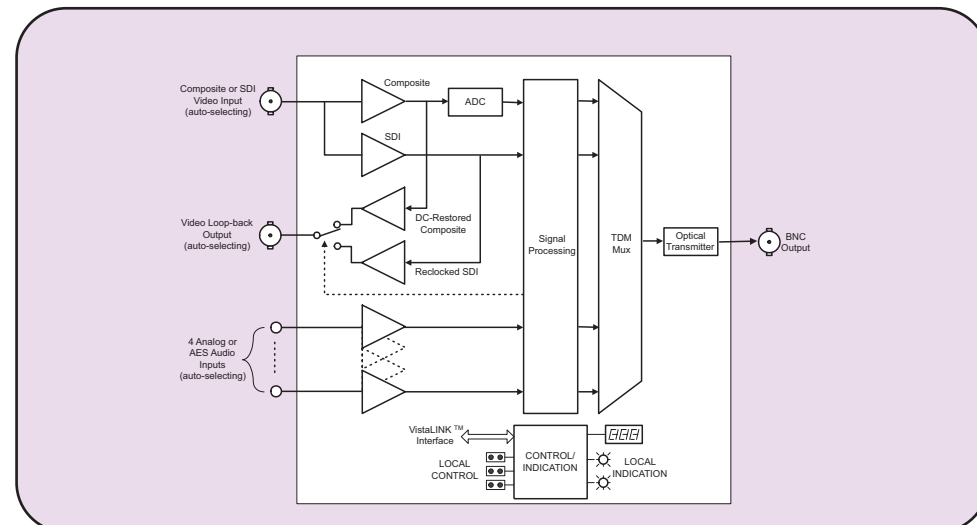 Composite or SDI
Video Input
(auto-selecting)
Composite
ADC
SDI
Video Loop-back
Output
(auto-selecting)
DC-Restored
Composite
Reclocked SDI
Signal
Processing
TDM
Mux
Optical
Transmitter
BNC
Output
4 Analog or
AES Audio
Inputs
(auto-selecting)
VistaLINK TM
Interface
LOCAL
CONTROL
CONTROL/
INDICATION
LOCAL
INDICATION